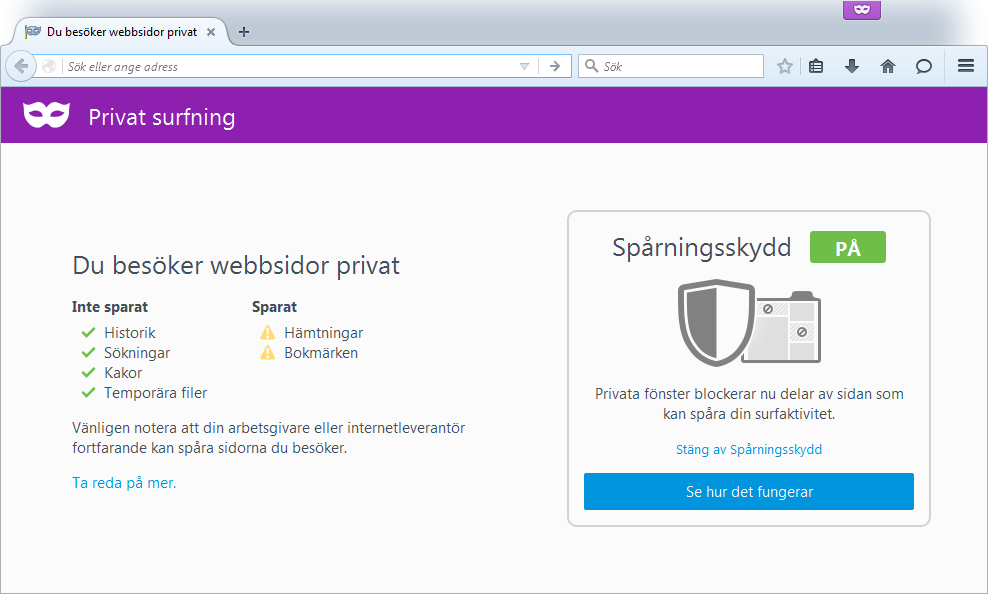 Du besöker webbsidor privat
Sök eller ange adress
Sök
Privat surfning
Du besöker webbsidor privat
Inte sparat
Historik
Sökningar
Kakor
Temporära filer
Sparat
Hämtningar
Bokmärken
Vänligen notera att din arbetsgivare eller internetleverantör
fortfarande kan spåra sidorna du besöker.
Ta reda på mer.
Spårningsskydd PÅ
Privata fönster blockerar nu delar av sidan som
kan spåra din surfaktivitet.
Stäng av Spårningsskydd
Se hur det fungerar